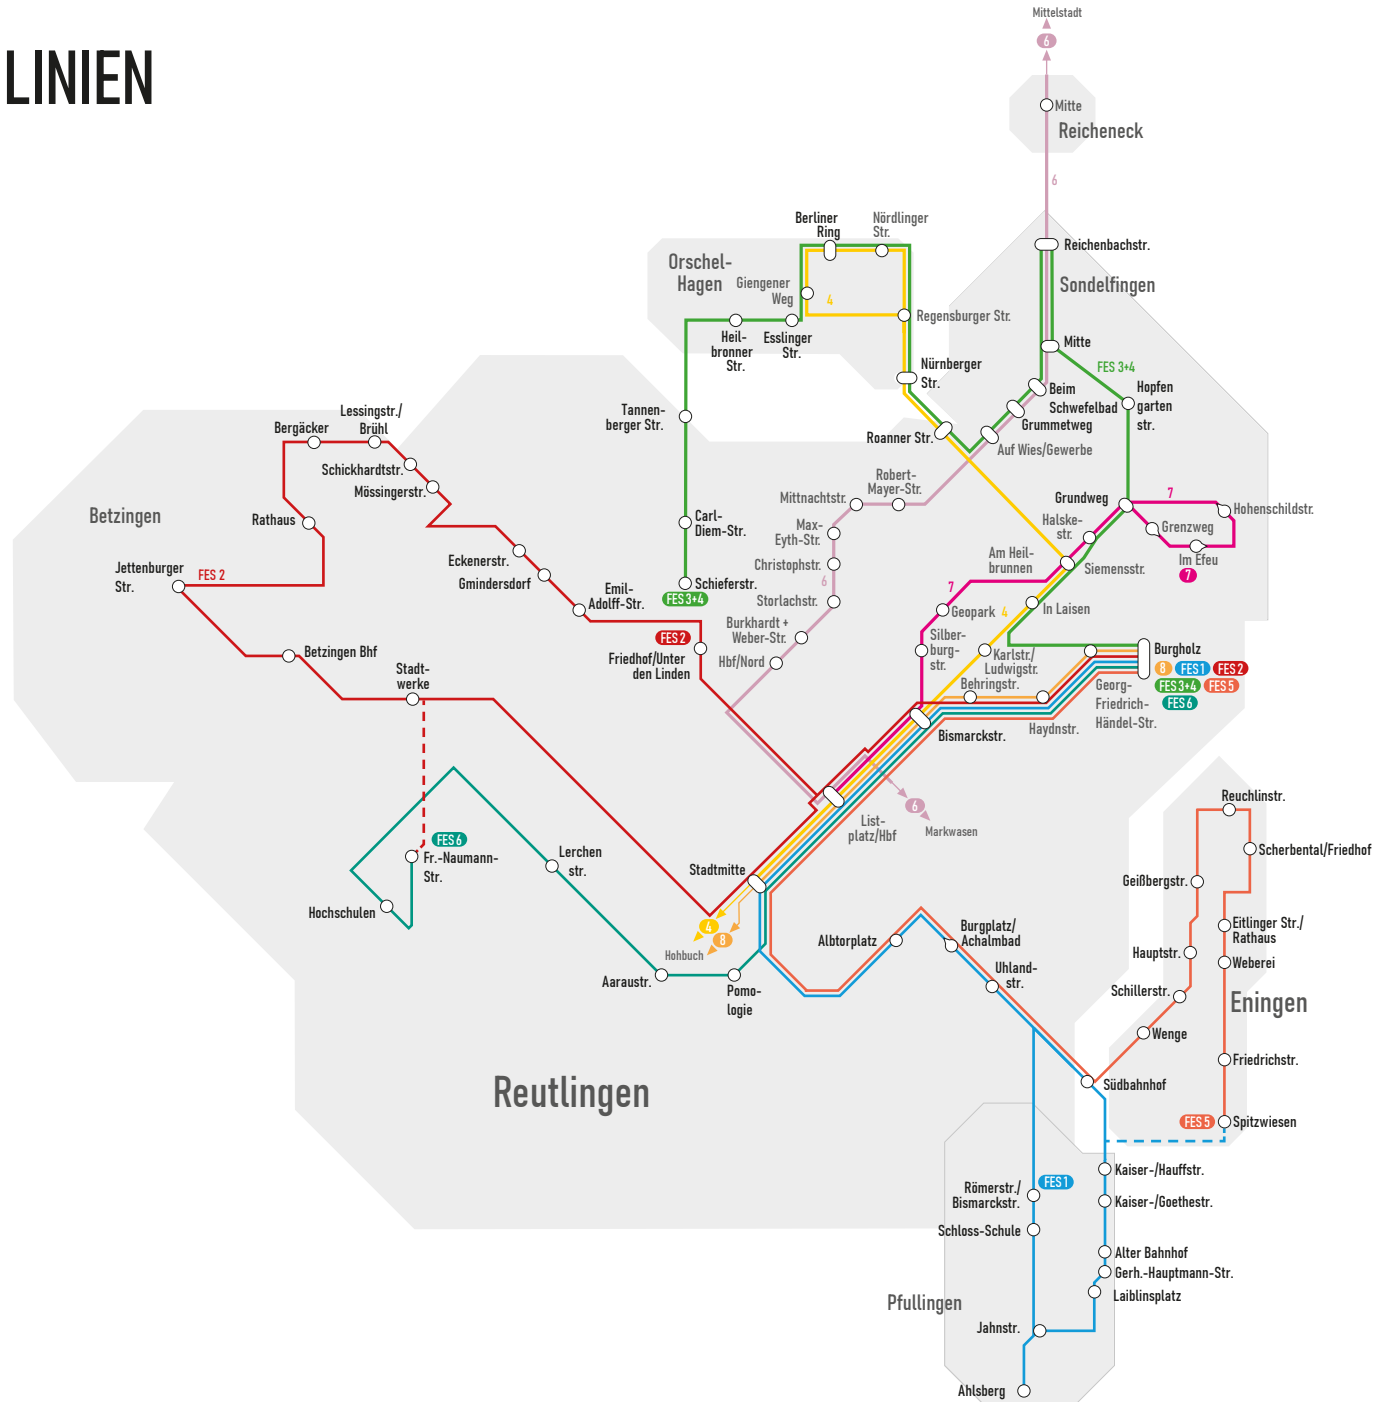 LINIEN
Mittelstadt
6
Mitte
Reicheneck
6
Berliner
Ring
Nördlinger
Str.
Reichenbachstr.
Orschel-
Hagen
Sondelfingen
Giengener
Weg
4
Regensburger Str.
Heil-
bronner
Str.
Esslinger
Str.
Mitte
Nürnberger
Str.
FES 3+4
Beim
Schwefelbad
Hopfen
garten
str.
Grummetweg
Tannen-
berger Str.
Roanner Str.
Auf Wies/Gewerbe
Lessingstr./
Brühl
Bergäcker
Schickhardtstr.
Mössingerstr.
Robert-
Mayer-Str.
Mittnachtstr.
Grundweg
7
Hohenschildstr.
Betzingen
Rathaus
Carl-
Diem-Str.
Max-
Eyth-Str.
Halske-
str.
Grenzweg
Eckenerstr.
Gmindersdorf
Christophstr.
Am Heil-
brunnen
Siemensstr.
Im Efeu
7
Jettenburger
Str.
FES 2
Schieferstr.
FES 3+4
6
7
Emil-
Adolff-Str.
Storlachstr.
Geopark
4
In Laisen
Burkhardt +
Weber-Str.
FES 2
Friedhof/Unter
den Linden
Hbf/Nord
Silber-
burg-
str.
Karlstr./
Ludwigstr.
Burgholz
8
FES 1
FES 2
FES 3+4
FES 5
FES 6
Betzingen Bhf
Stadt-
werke
Behringstr.
Georg-
Friedrich-
Händel-Str.
Haydnstr.
Bismarckstr.
6
Markwasen
List-
platz/Hbf
Reuchlinstr.
FES 6
Fr.-Naumann-
Str.
Lerchen
str.
Stadtmitte
Scherbental/Friedhof
Geißbergstr.
Hochschulen
4
8
Hohbuch
Albtorplatz
Burgplatz/
Achalmbad
Eitlinger Str./
Rathaus
Hauptstr.
Weberei
Aaraustr.
Pomo-
logie
Uhland-
str.
Schillerstr.
Eningen
Wenge
Friedrichstr.
Reutlingen
Südbahnhof
FES 5
Spitzwiesen
Kaiser-/Hauffstr.
Römerstr./
Bismarckstr.
FES 1
Kaiser-/Goethestr.
Schloss-Schule
Alter Bahnhof
Gerh.-Hauptmann-Str.
Laiblinsplatz
Pfullingen
Jahnstr.
Ahlsberg